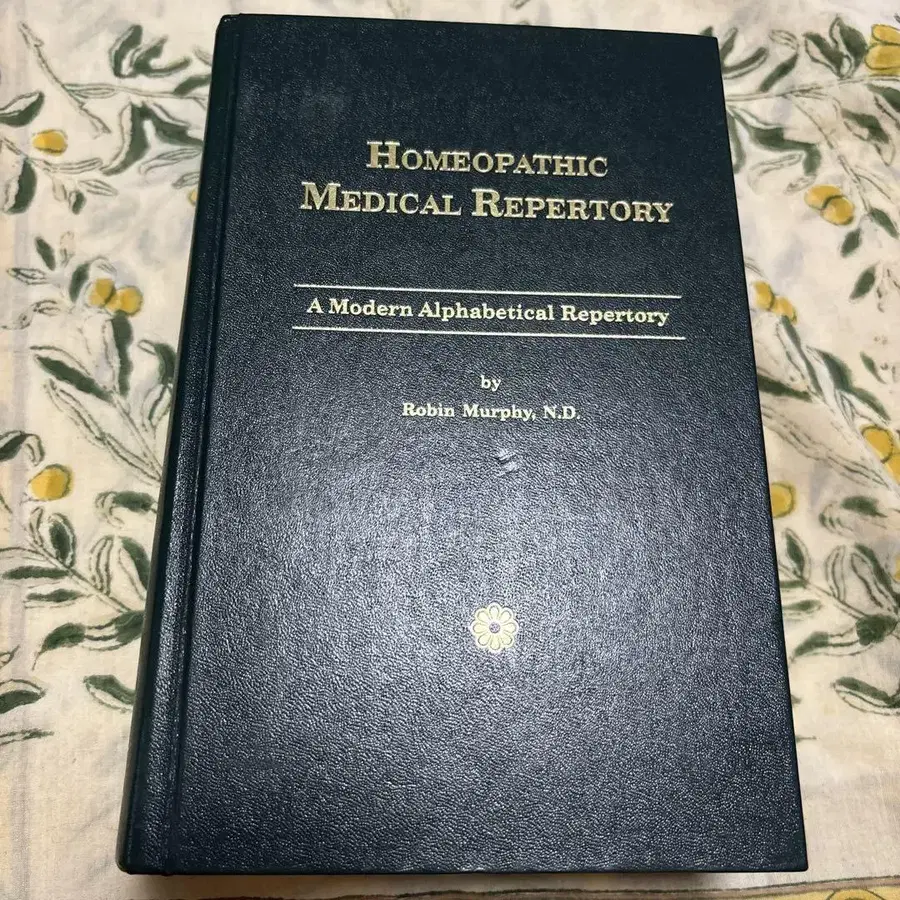 HOMEOPATHIC
MEDICAL REPERTORY
A Modern Alphabetical Repertory
by
Robin Murphy, N.D.